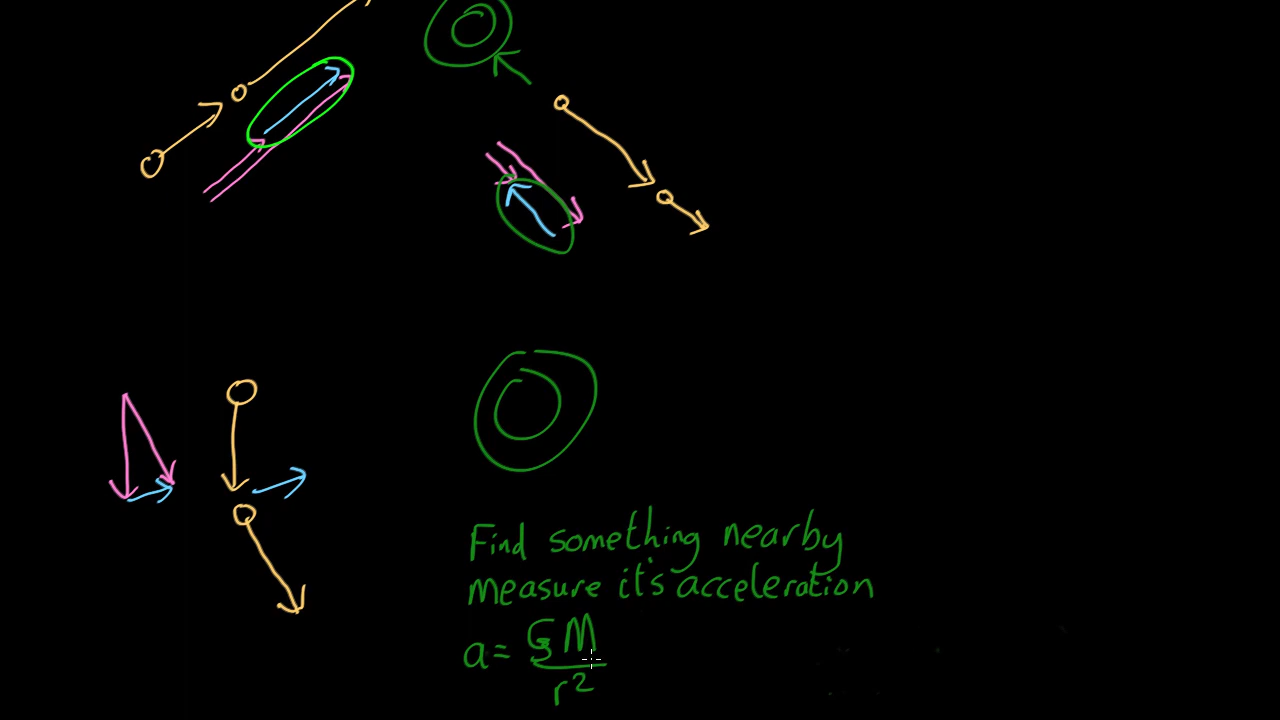 Find something nearby
measure it's acceleration
a = GM
r²